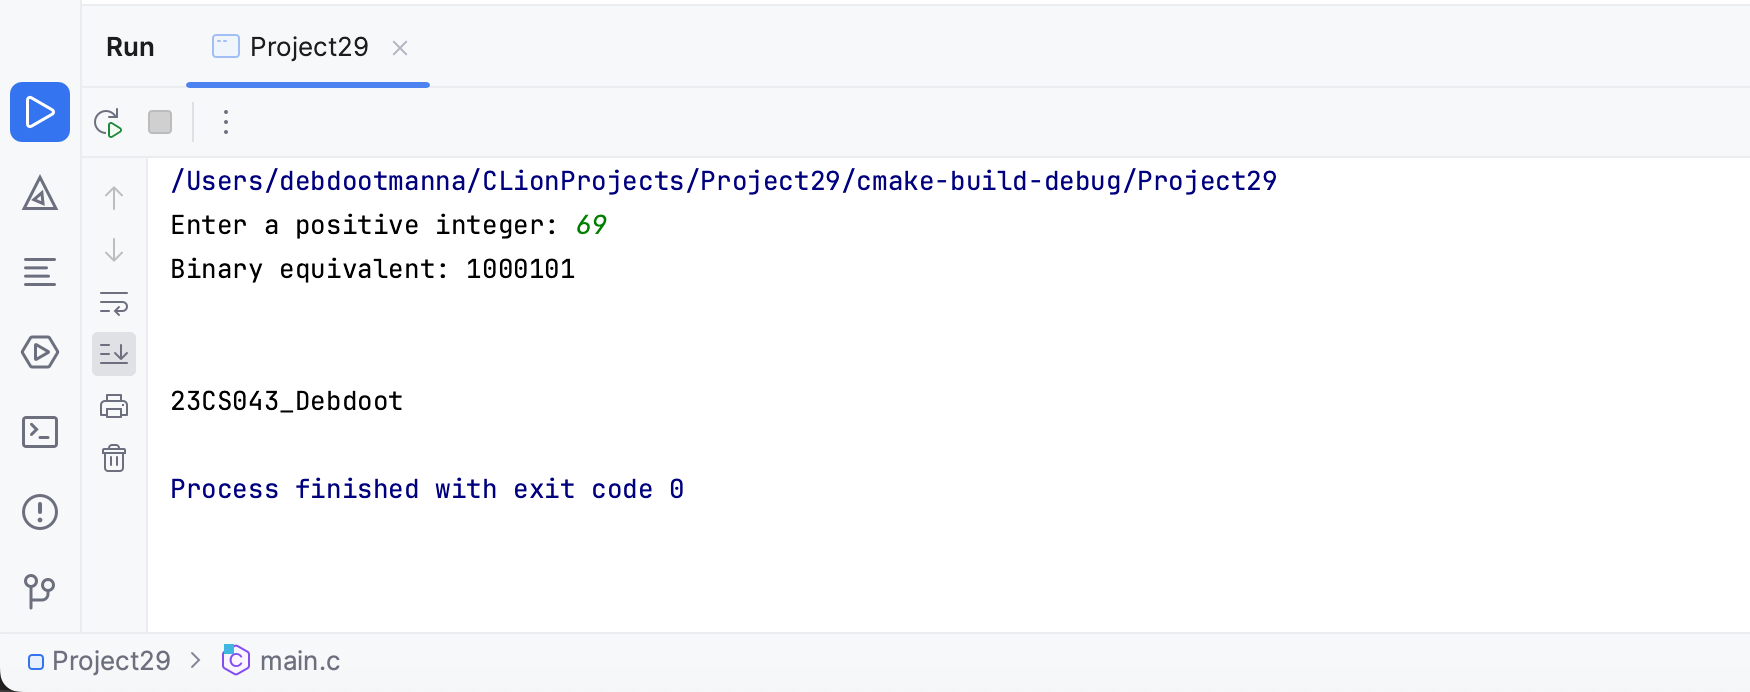 Run Project29
/Users/debdootmanna/CLionProjects/Project29/cmake-build-debug/Project29
Enter a positive integer: 69
Binary equivalent: 1000101
23CS043_Debdoot
Process finished with exit code 0
Project29 > main.c